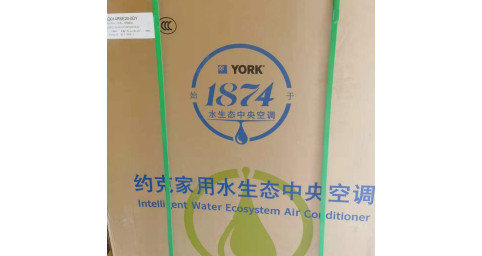 YORK
始 1874 于
水生态中央空调
约克家用水生态中央空调
Intelligent Water Ecosystem Air Conditioner